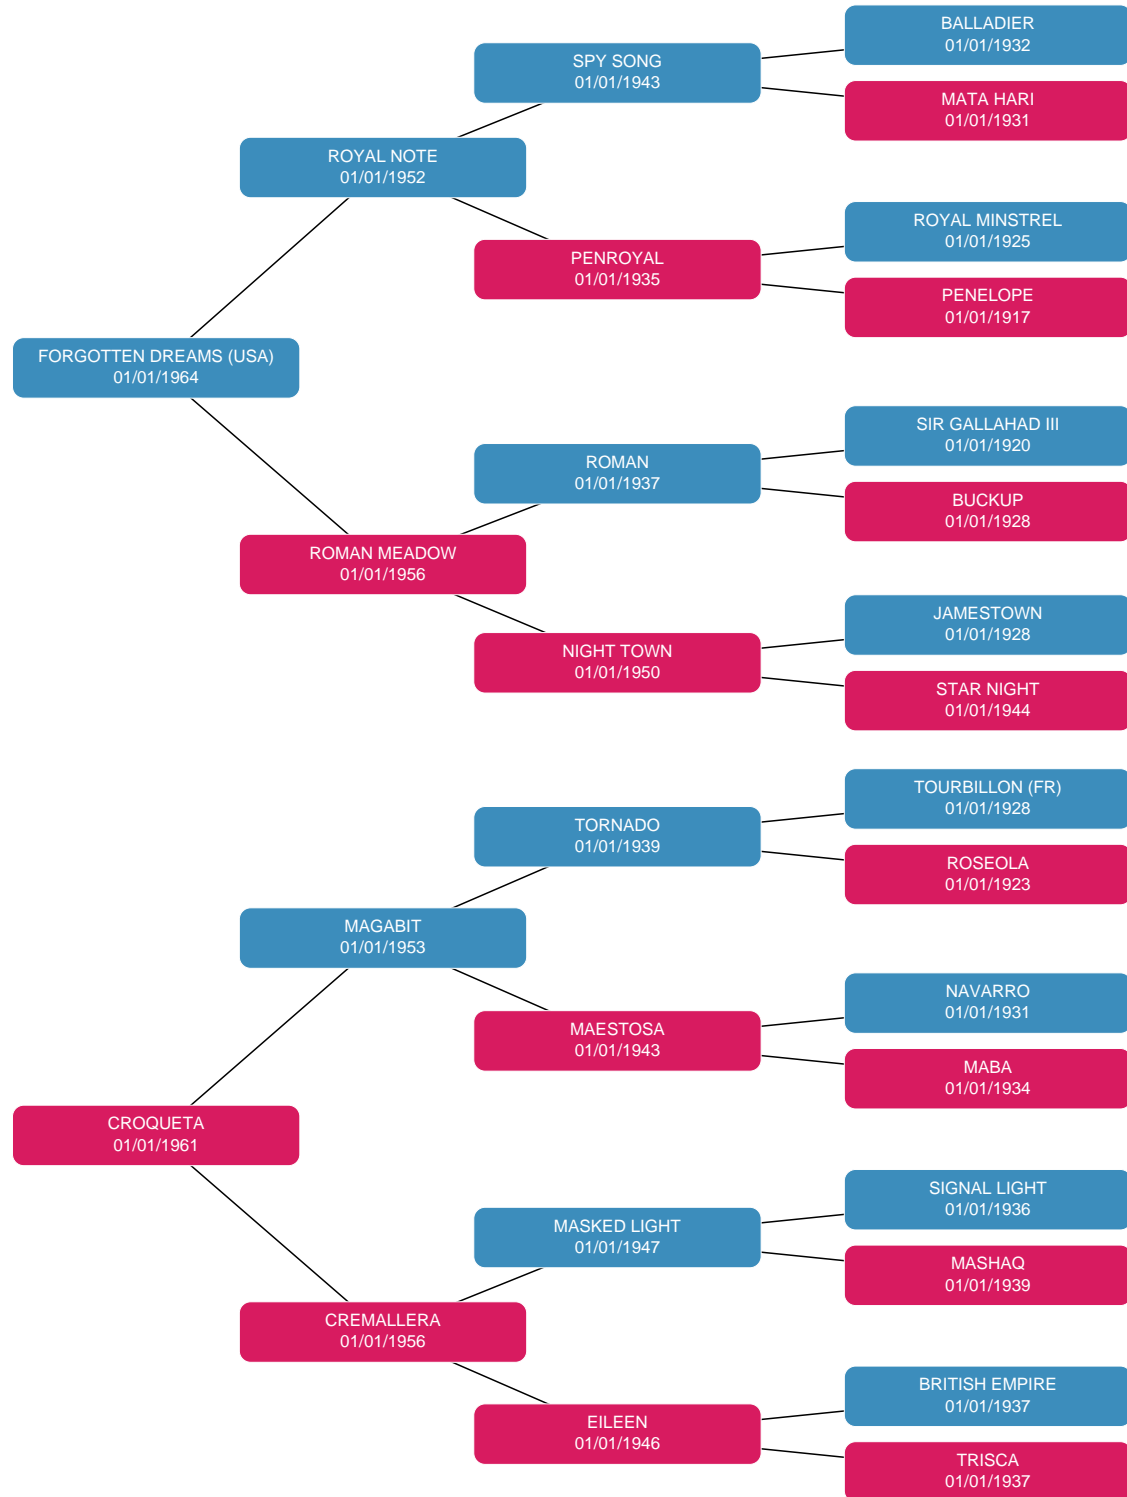 BALLADIER
01/01/1932
SPY SONG
01/01/1943
MATA HARI
01/01/1931
ROYAL NOTE
01/01/1952
ROYAL MINSTREL
01/01/1925
PENROYAL
01/01/1935
PENELOPE
01/01/1917
FORGOTTEN DREAMS (USA)
01/01/1964
SIR GALLAHAD III
01/01/1920
ROMAN
01/01/1937
BUCKUP
01/01/1928
ROMAN MEADOW
01/01/1956
JAMESTOWN
01/01/1928
NIGHT TOWN
01/01/1950
STAR NIGHT
01/01/1944
TOURBILLON (FR)
01/01/1928
TORNADO
01/01/1939
ROSEOLA
01/01/1923
MAGABIT
01/01/1953
NAVARRO
01/01/1931
MAESTOSA
01/01/1943
MABA
01/01/1934
CROQUETA
01/01/1961
SIGNAL LIGHT
01/01/1936
MASKED LIGHT
01/01/1947
MASHAQ
01/01/1939
CREMALLERA
01/01/1956
BRITISH EMPIRE
01/01/1937
EILEEN
01/01/1946
TRISCA
01/01/1937